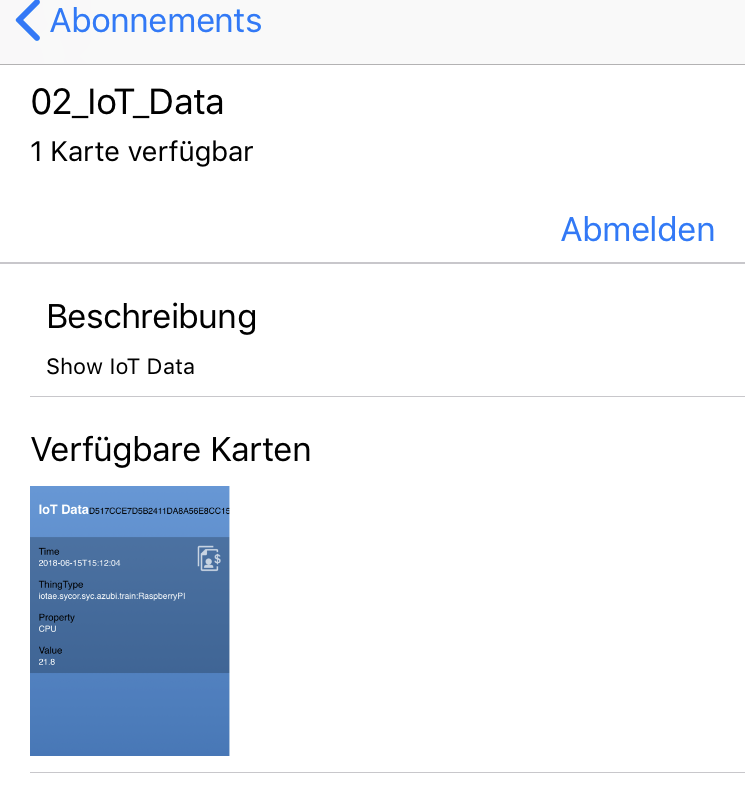 Abonnements
02_IoT_Data
1 Karte verfügbar
Abmelden
Beschreibung
Show IoT Data
Verfügbare Karten
IoT Data D517CCE7D5B2411DA8A56E8CC15
Time
2018-06-15T15:12:04
ThingType
iotae.sycor.syc.azubi.train:RaspberryPI
Property
CPU
Value
21.8